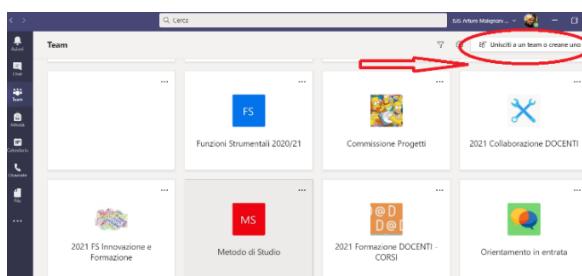 Cerca
ISIS Arturo Malignani ...
Team
Unisciti a un team o creane uno
Chat
Team
Attività
Calendario
Chiamate
File
FS
Funzioni Strumentali 2020/21
Commissione Progetti
2021 Collaborazione DOCENTI
MS
@D
D@
2021 FS Innovazione e
Formazione
Metodo di Studio
2021 Formazione DOCENTI -
CORSI
Orientamento in entrata